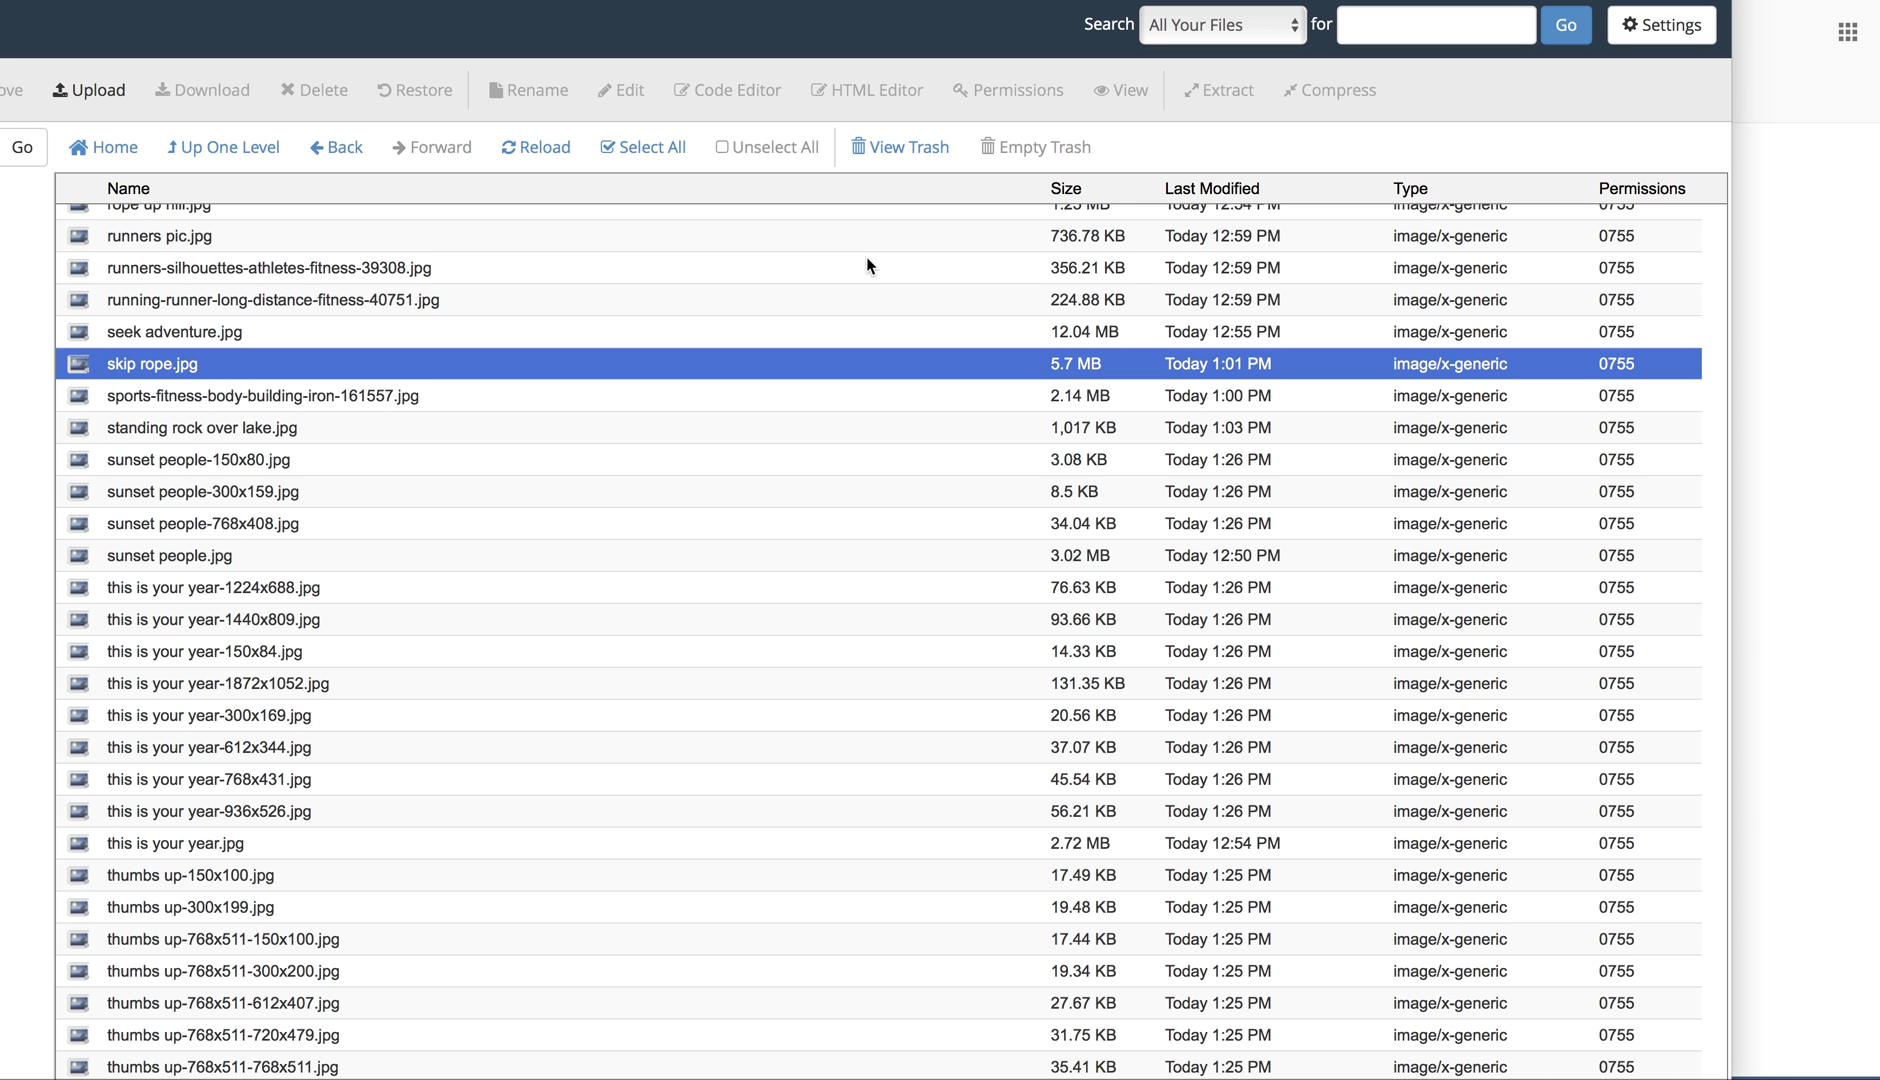 Search All Your Files for Go Settings
ove Upload Download Delete Restore Rename Edit Code Editor HTML Editor Permissions View Extract Compress
Go Home Up One Level Back Forward Reload Select All Unselect All View Trash Empty Trash
Name Size Last Modified Type Permissions
rope up hill.jpg 1.23 MB Today 12:54 PM image/x-generic 0755
runners pic.jpg 736.78 KB Today 12:59 PM image/x-generic 0755
runners-silhouettes-athletes-fitness-39308.jpg 356.21 KB Today 12:59 PM image/x-generic 0755
running-runner-long-distance-fitness-40751.jpg 224.88 KB Today 12:59 PM image/x-generic 0755
seek adventure.jpg 12.04 MB Today 12:55 PM image/x-generic 0755
skip rope.jpg 5.7 MB Today 1:01 PM image/x-generic 0755
sports-fitness-body-building-iron-161557.jpg 2.14 MB Today 1:00 PM image/x-generic 0755
standing rock over lake.jpg 1,017 KB Today 1:03 PM image/x-generic 0755
sunset people-150x80.jpg 3.08 KB Today 1:26 PM image/x-generic 0755
sunset people-300x159.jpg 8.5 KB Today 1:26 PM image/x-generic 0755
sunset people-768x408.jpg 34.04 KB Today 1:26 PM image/x-generic 0755
sunset people.jpg 3.02 MB Today 12:50 PM image/x-generic 0755
this is your year-1224x688.jpg 76.63 KB Today 1:26 PM image/x-generic 0755
this is your year-1440x809.jpg 93.66 KB Today 1:26 PM image/x-generic 0755
this is your year-150x84.jpg 14.33 KB Today 1:26 PM image/x-generic 0755
this is your year-1872x1052.jpg 131.35 KB Today 1:26 PM image/x-generic 0755
this is your year-300x169.jpg 20.56 KB Today 1:26 PM image/x-generic 0755
this is your year-612x344.jpg 37.07 KB Today 1:26 PM image/x-generic 0755
this is your year-768x431.jpg 45.54 KB Today 1:26 PM image/x-generic 0755
this is your year-936x526.jpg 56.21 KB Today 1:26 PM image/x-generic 0755
this is your year.jpg 2.72 MB Today 12:54 PM image/x-generic 0755
thumbs up-150x100.jpg 17.49 KB Today 1:25 PM image/x-generic 0755
thumbs up-300x199.jpg 19.48 KB Today 1:25 PM image/x-generic 0755
thumbs up-768x511-150x100.jpg 17.44 KB Today 1:25 PM image/x-generic 0755
thumbs up-768x511-300x200.jpg 19.34 KB Today 1:25 PM image/x-generic 0755
thumbs up-768x511-612x407.jpg 27.67 KB Today 1:25 PM image/x-generic 0755
thumbs up-768x511-720x479.jpg 31.75 KB Today 1:25 PM image/x-generic 0755
thumbs up-768x511-768x511.jpg 35.41 KB Today 1:25 PM image/x-generic 0755